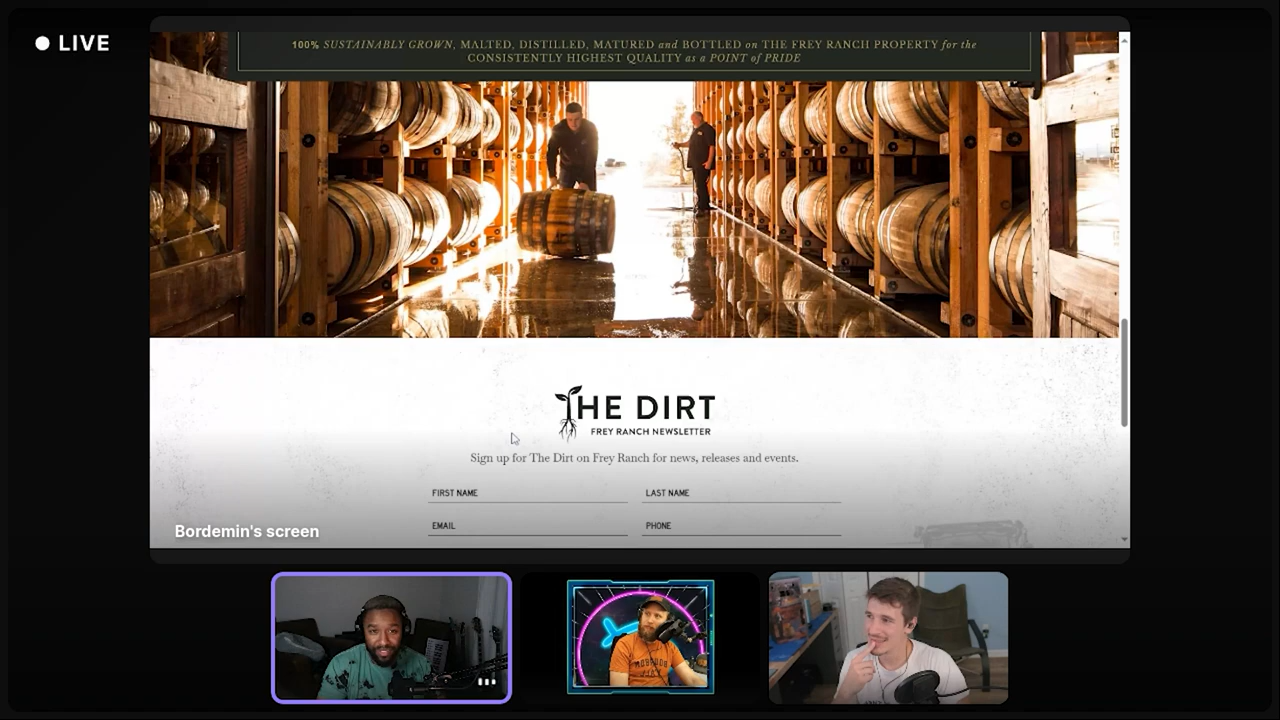 LIVE
100% SUSTAINABLY GROWN, MALTED, DISTILLED, MATURED and BOTTLED on THE FREY RANCH PROPERTY for the
CONSISTENTLY HIGHEST QUALITY as a POINT of PRIDE
THE DIRT
FREY RANCH NEWSLETTER
Sign up for The Dirt on Frey Ranch for news, releases and events.
FIRST NAME
LAST NAME
EMAIL
PHONE
Bordemin's screen